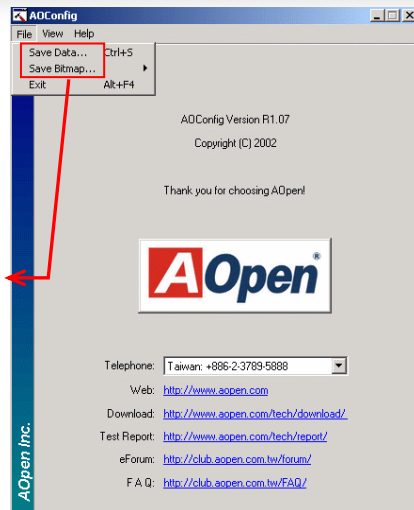 AOConfig
File View Help
Save Data... Ctrl+S
Save Bitmap...
Exit Alt+F4
AOConfig Version R1.07
Copyright (C) 2002
Thank you for choosing AOpen!
AOpen®
Telephone: Taiwan: +886-2-3789-5888
Web: http://www.aopen.com
Download: http://www.aopen.com/tech/download/
Test Report: http://www.aopen.com/tech/report/
eForum: http://club.aopen.com.tw/forum/
F A Q: http://club.aopen.com.tw/FAQ/
AOpen Inc.